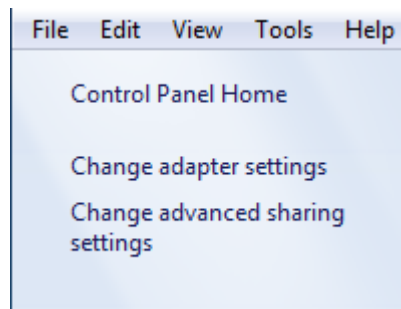 File Edit View Tools Help
Control Panel Home
Change adapter settings
Change advanced sharing
settings